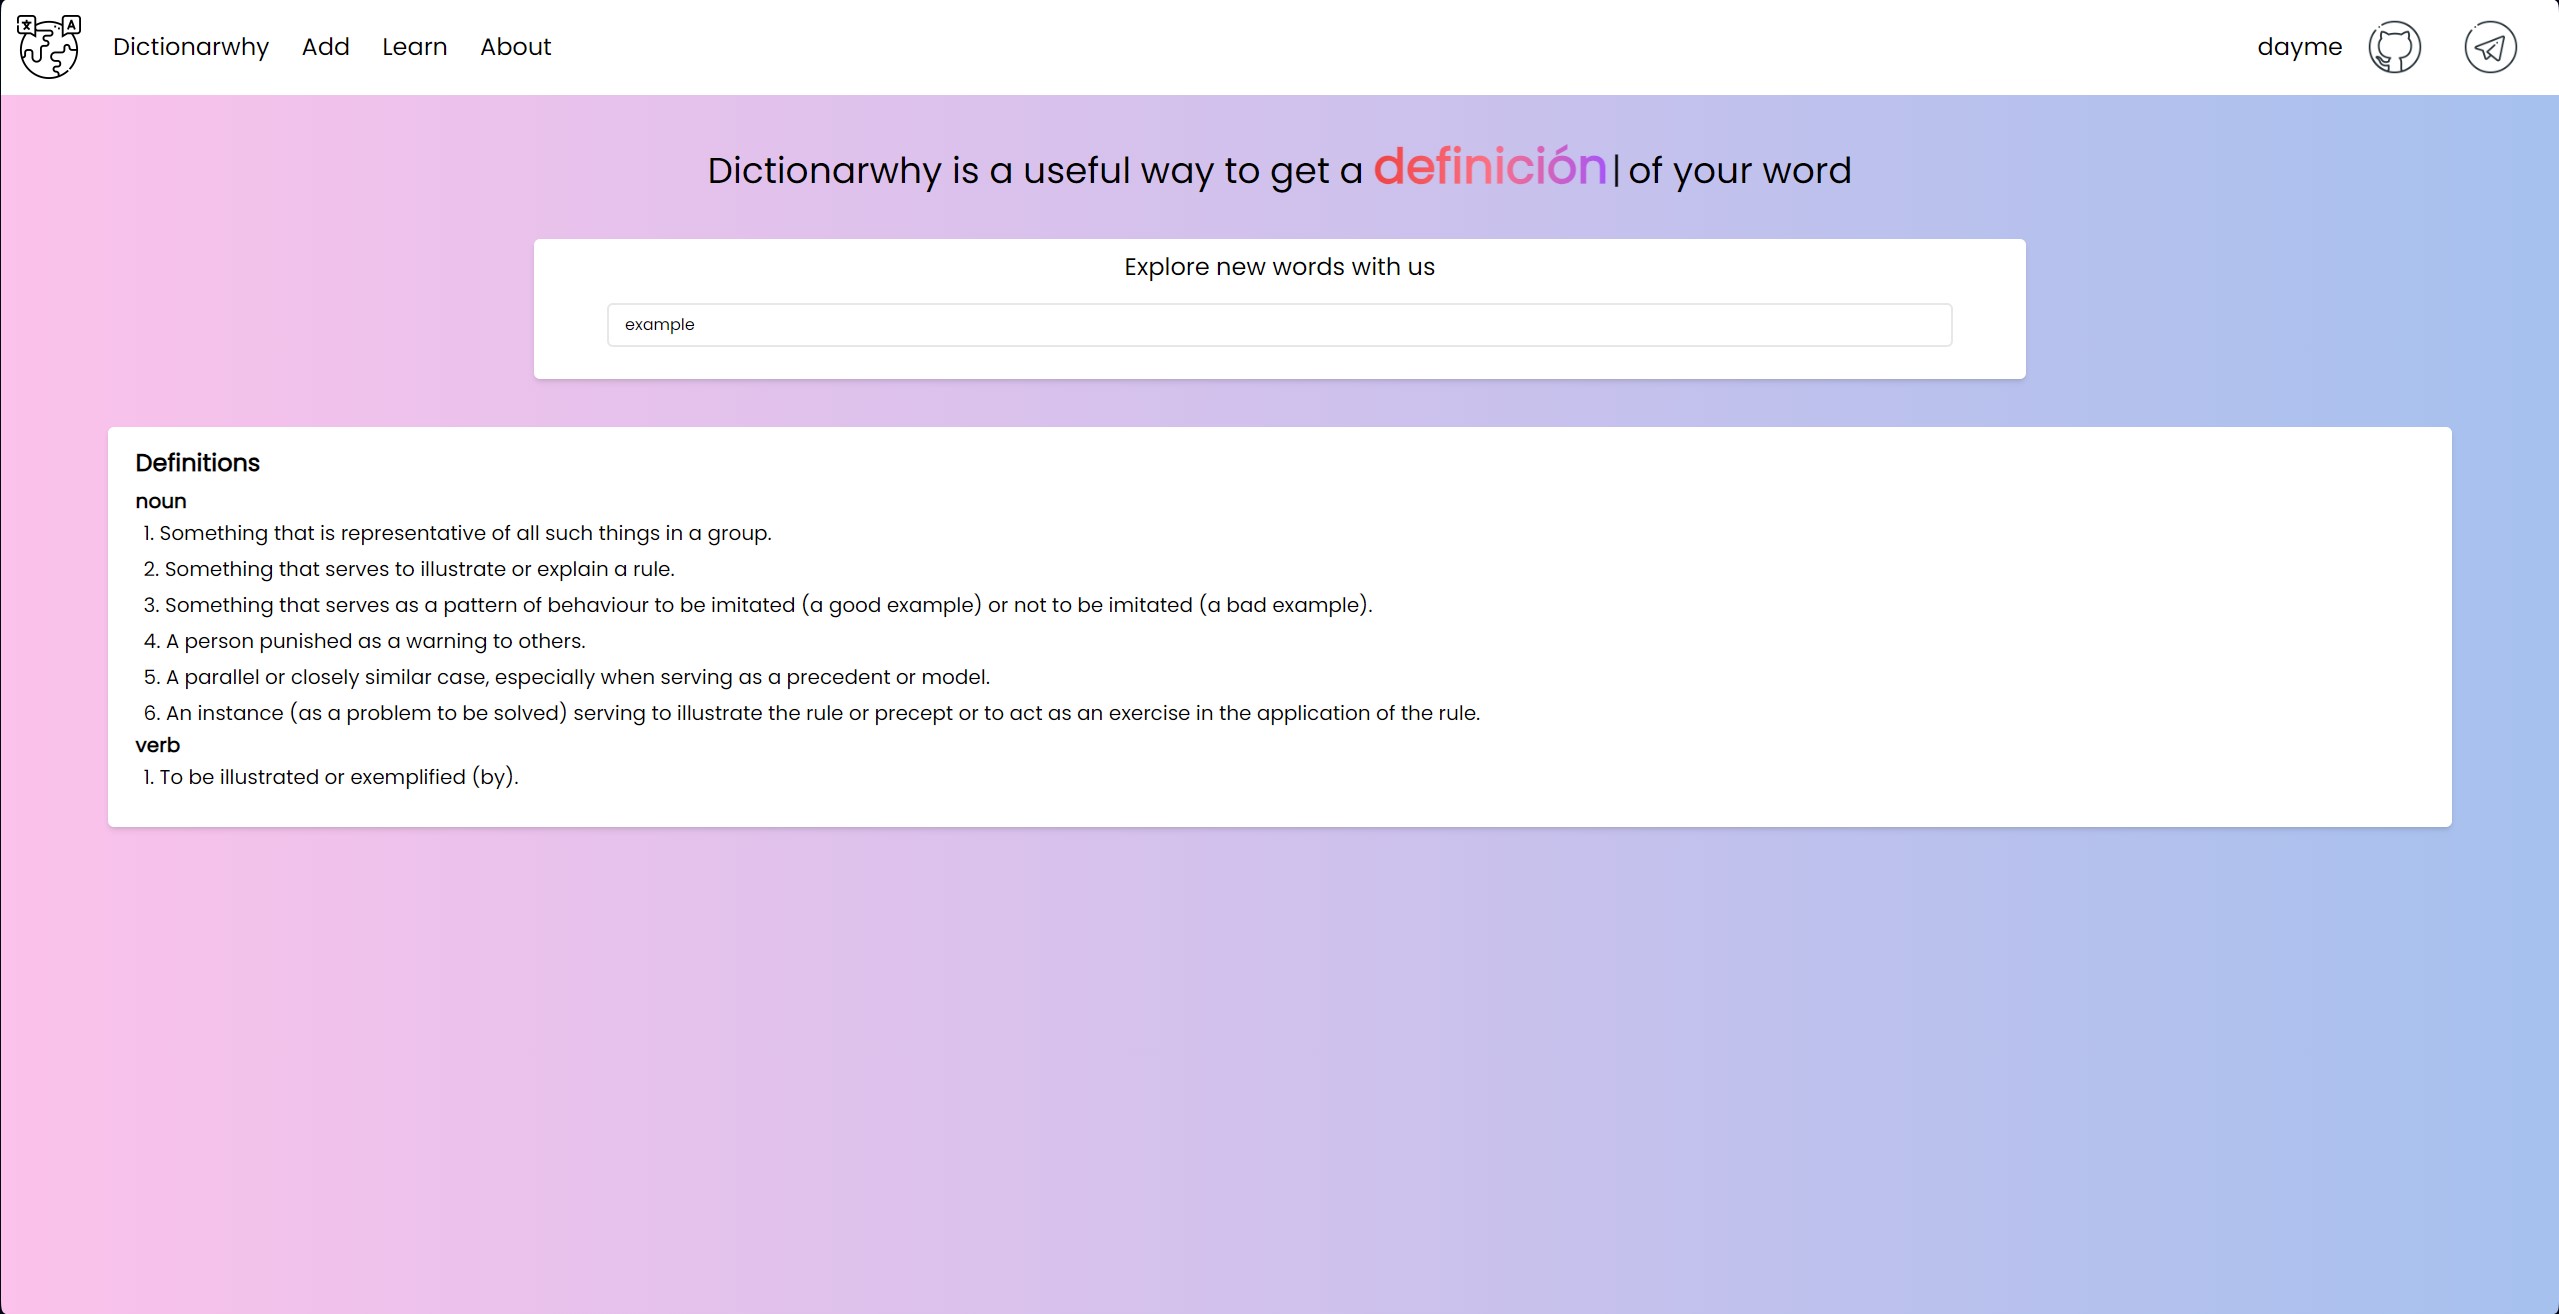 文 A
Dictionarwhy Add Learn About dayme
Dictionarwhy is a useful way to get a definición| of your word
Explore new words with us
example
Definitions
noun
1. Something that is representative of all such things in a group.
2. Something that serves to illustrate or explain a rule.
3. Something that serves as a pattern of behaviour to be imitated (a good example) or not to be imitated (a bad example).
4. A person punished as a warning to others.
5. A parallel or closely similar case, especially when serving as a precedent or model.
6. An instance (as a problem to be solved) serving to illustrate the rule or precept or to act as an exercise in the application of the rule.
verb
1. To be illustrated or exemplified (by).